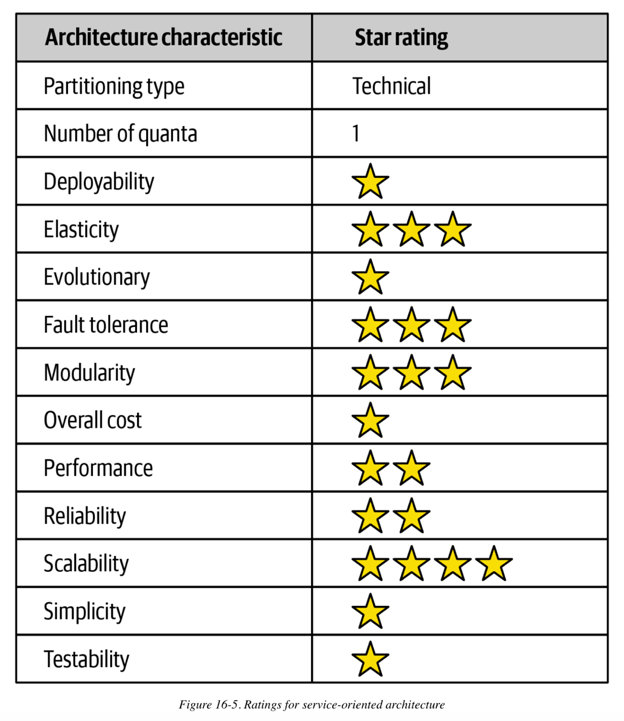 Architecture characteristic Star rating
Partitioning type Technical
Number of quanta 1
Deployability
Elasticity
Evolutionary
Fault tolerance
Modularity
Overall cost
Performance
Reliability
Scalability
Simplicity
Testability
Figure 16-5. Ratings for service-oriented architecture